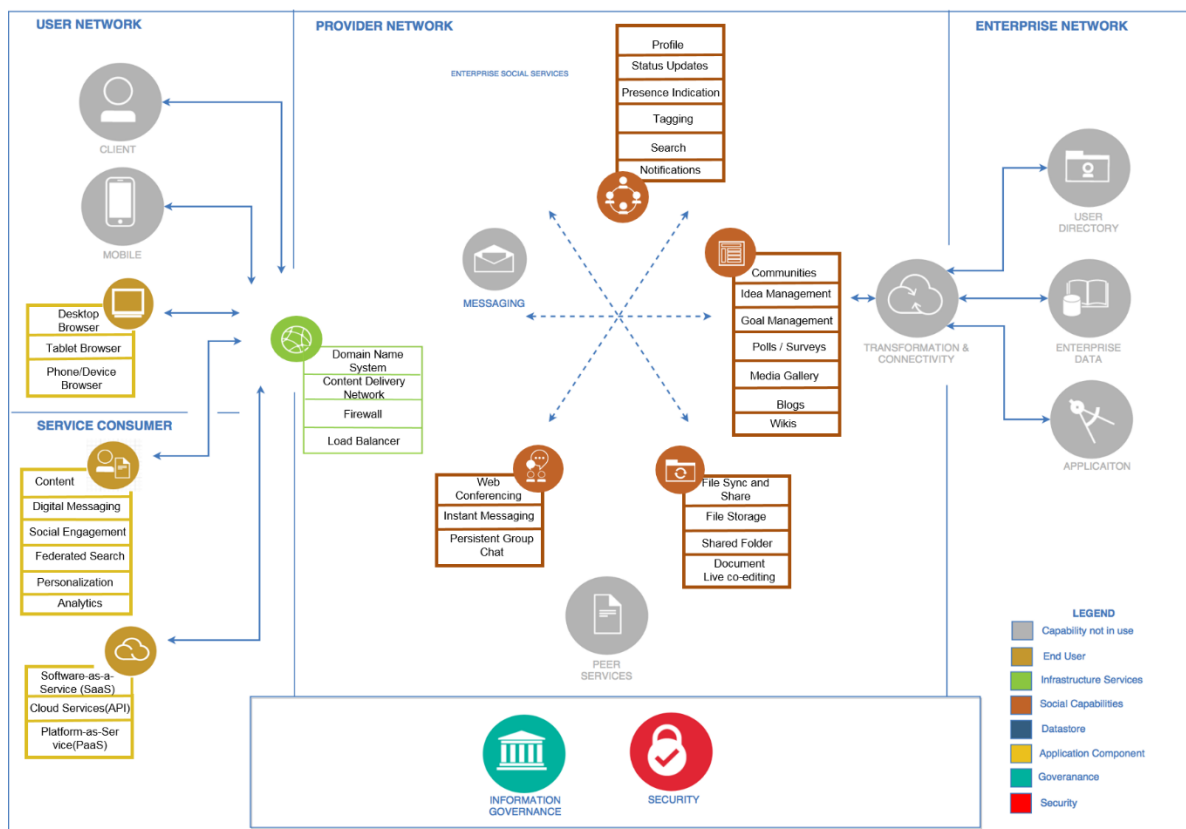 USER NETWORK
CLIENT
MOBILE
Desktop
Browser
Tablet Browser
Phone/Device
Browser
SERVICE CONSUMER
Content
Digital Messaging
Social Engagement
Federated Search
Personalization
Analytics
Software-as-a-
Service (SaaS)
Cloud Services(API)
Platform-as-Ser
vice(PaaS)
PROVIDER NETWORK
ENTERPRISE SOCIAL SERVICES
Profile
Status Updates
Presence Indication
Tagging
Search
Notifications
MESSAGING
Communities
Idea Management
Goal Management
Polls / Surveys
Media Gallery
Blogs
Wikis
Domain Name
System
Content Delivery
Network
Firewall
Load Balancer
Web
Conferencing
Instant Messaging
Persistent Group
Chat
File Sync and
Share
File Storage
Shared Folder
Document
Live co-editing
PEER
SERVICES
TRANSFORMATION &
CONNECTIVITY
ENTERPRISE NETWORK
USER
DIRECTORY
ENTERPRISE
DATA
APPLICAITON
INFORMATION
GOVERNANCE
SECURITY
LEGEND
Capability not in use
End User
Infrastructure Services
Social Capabilities
Datastore
Application Component
Goveranance
Security